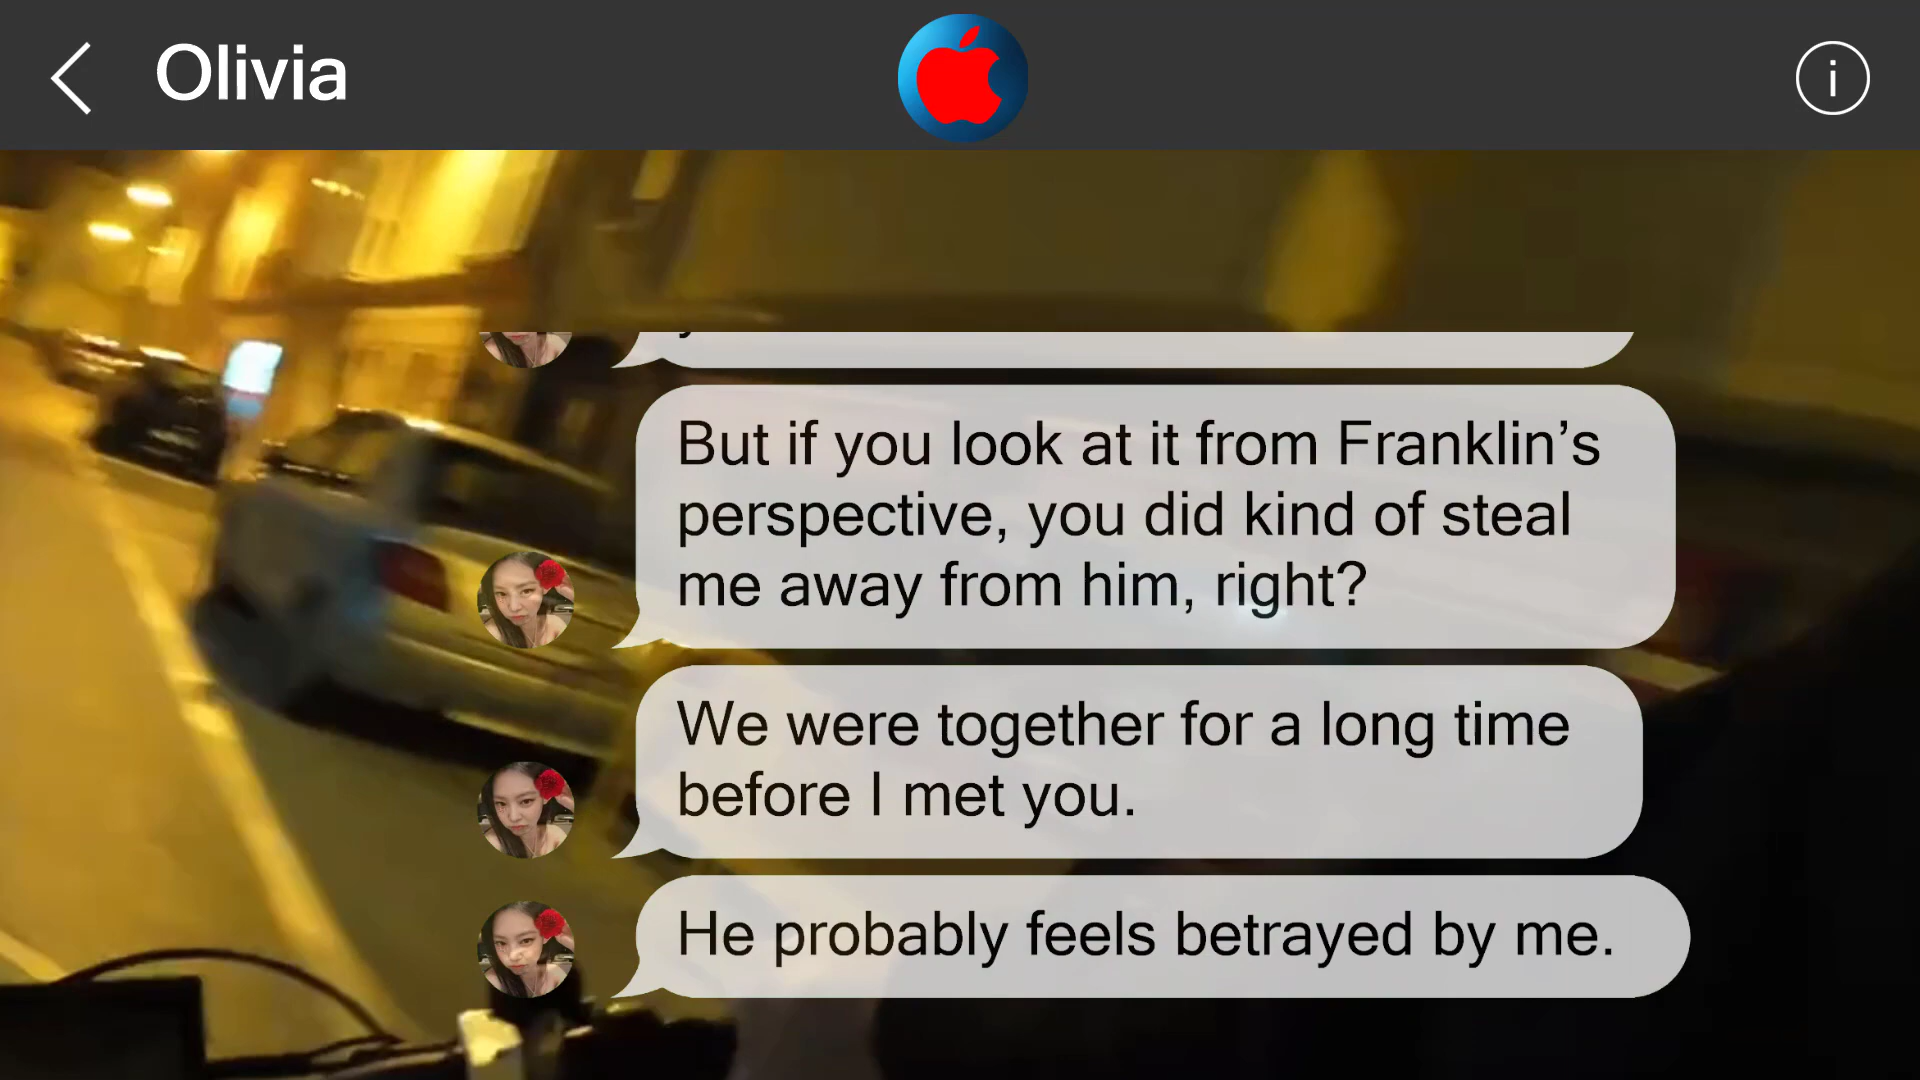 Olivia
But if you look at it from Franklin’s
perspective, you did kind of steal
me away from him, right?
We were together for a long time
before I met you.
He probably feels betrayed by me.